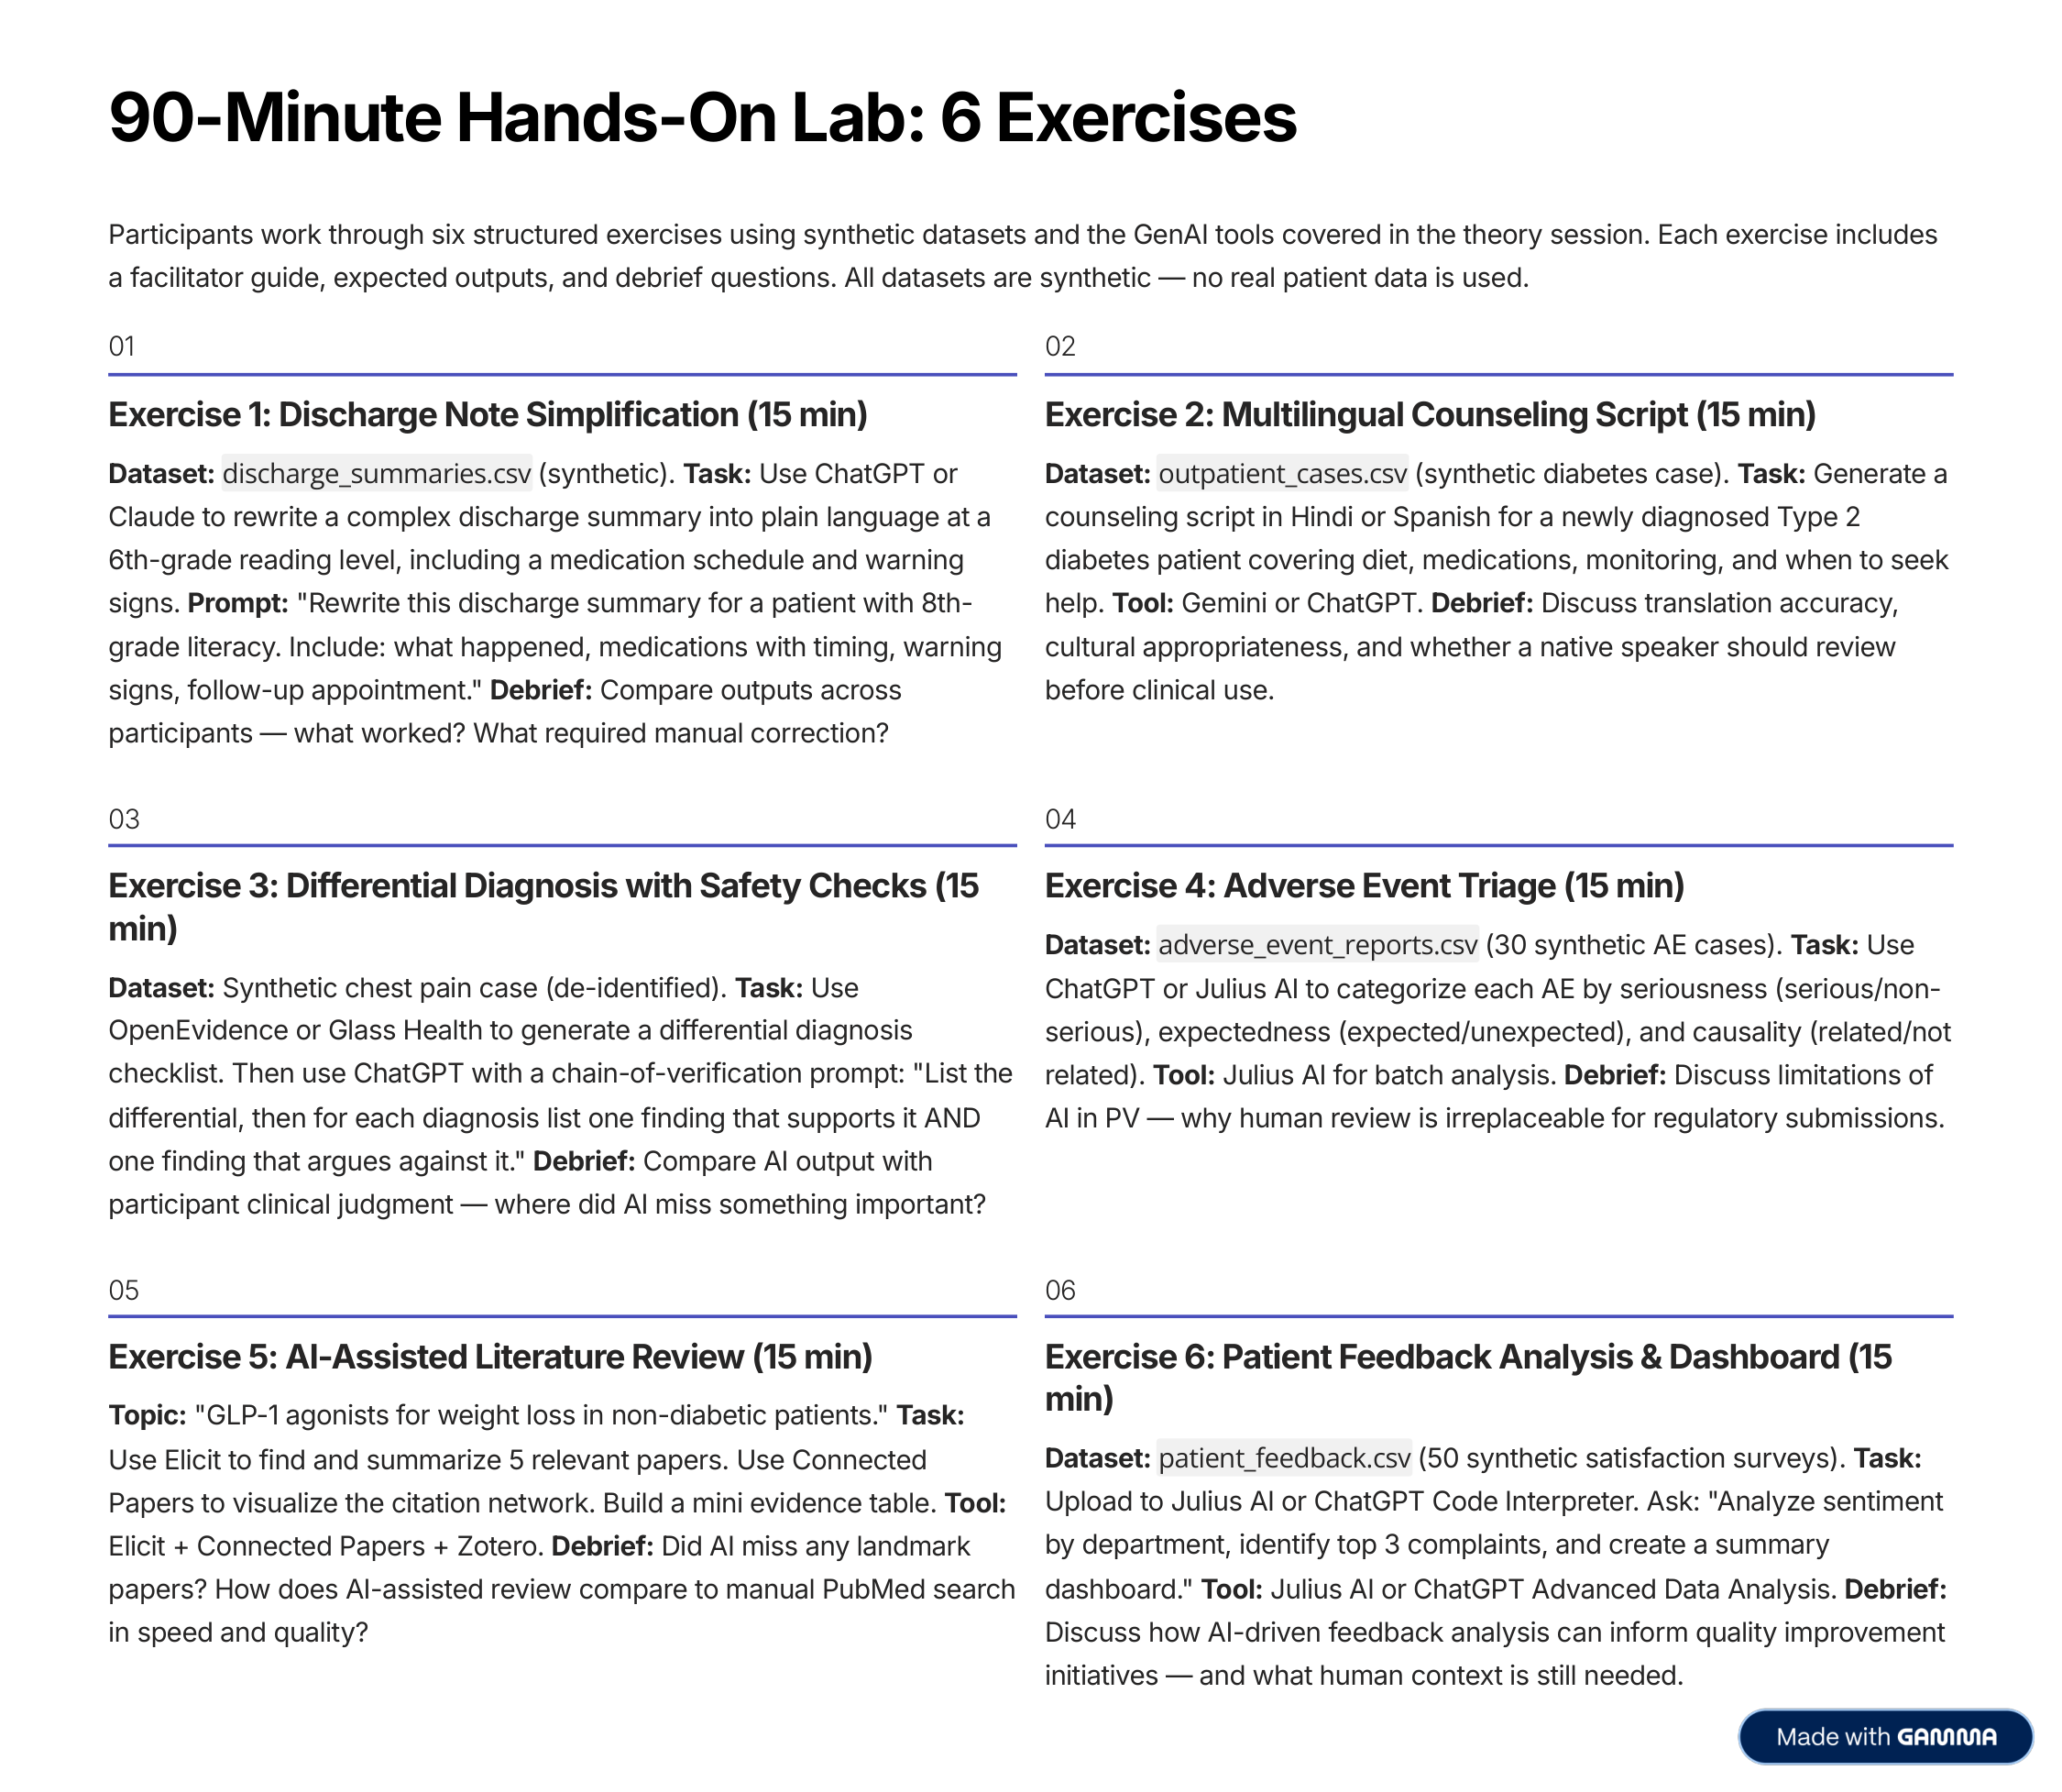 90-Minute Hands-On Lab: 6 Exercises
Participants work through six structured exercises using synthetic datasets and the GenAI tools covered in the theory session. Each exercise includes
a facilitator guide, expected outputs, and debrief questions. All datasets are synthetic — no real patient data is used.
01
Exercise 1: Discharge Note Simplification (15 min)
Dataset: discharge_summaries.csv (synthetic). Task: Use ChatGPT or
Claude to rewrite a complex discharge summary into plain language at a
6th-grade reading level, including a medication schedule and warning
signs. Prompt: "Rewrite this discharge summary for a patient with 8th-
grade literacy. Include: what happened, medications with timing, warning
signs, follow-up appointment." Debrief: Compare outputs across
participants — what worked? What required manual correction?
02
Exercise 2: Multilingual Counseling Script (15 min)
Dataset: outpatient_cases.csv (synthetic diabetes case). Task: Generate a
counseling script in Hindi or Spanish for a newly diagnosed Type 2
diabetes patient covering diet, medications, monitoring, and when to seek
help. Tool: Gemini or ChatGPT. Debrief: Discuss translation accuracy,
cultural appropriateness, and whether a native speaker should review
before clinical use.
03
Exercise 3: Differential Diagnosis with Safety Checks (15
min)
Dataset: Synthetic chest pain case (de-identified). Task: Use
OpenEvidence or Glass Health to generate a differential diagnosis
checklist. Then use ChatGPT with a chain-of-verification prompt: "List the
differential, then for each diagnosis list one finding that supports it AND
one finding that argues against it." Debrief: Compare AI output with
participant clinical judgment — where did AI miss something important?
04
Exercise 4: Adverse Event Triage (15 min)
Dataset: adverse_event_reports.csv (30 synthetic AE cases). Task: Use
ChatGPT or Julius AI to categorize each AE by seriousness (serious/non-
serious), expectedness (expected/unexpected), and causality (related/not
related). Tool: Julius AI for batch analysis. Debrief: Discuss limitations of
AI in PV — why human review is irreplaceable for regulatory submissions.
05
Exercise 5: AI-Assisted Literature Review (15 min)
Topic: "GLP-1 agonists for weight loss in non-diabetic patients." Task:
Use Elicit to find and summarize 5 relevant papers. Use Connected
Papers to visualize the citation network. Build a mini evidence table. Tool:
Elicit + Connected Papers + Zotero. Debrief: Did AI miss any landmark
papers? How does AI-assisted review compare to manual PubMed search
in speed and quality?
06
Exercise 6: Patient Feedback Analysis & Dashboard (15
min)
Dataset: patient_feedback.csv (50 synthetic satisfaction surveys). Task:
Upload to Julius AI or ChatGPT Code Interpreter. Ask: "Analyze sentiment
by department, identify top 3 complaints, and create a summary
dashboard." Tool: Julius AI or ChatGPT Advanced Data Analysis. Debrief:
Discuss how AI-driven feedback analysis can inform quality improvement
initiatives — and what human context is still needed.
Made with GAMMA